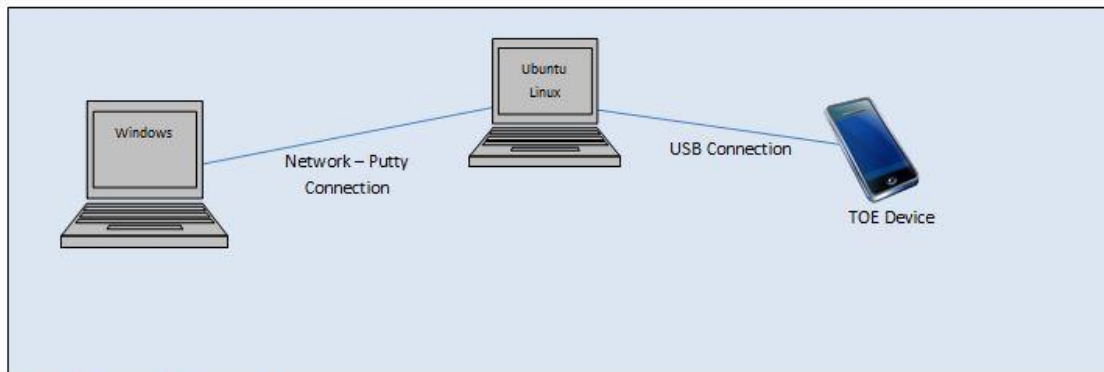 Windows
Network – Putty
Connection
Ubuntu
Linux
USB Connection
TOE Device